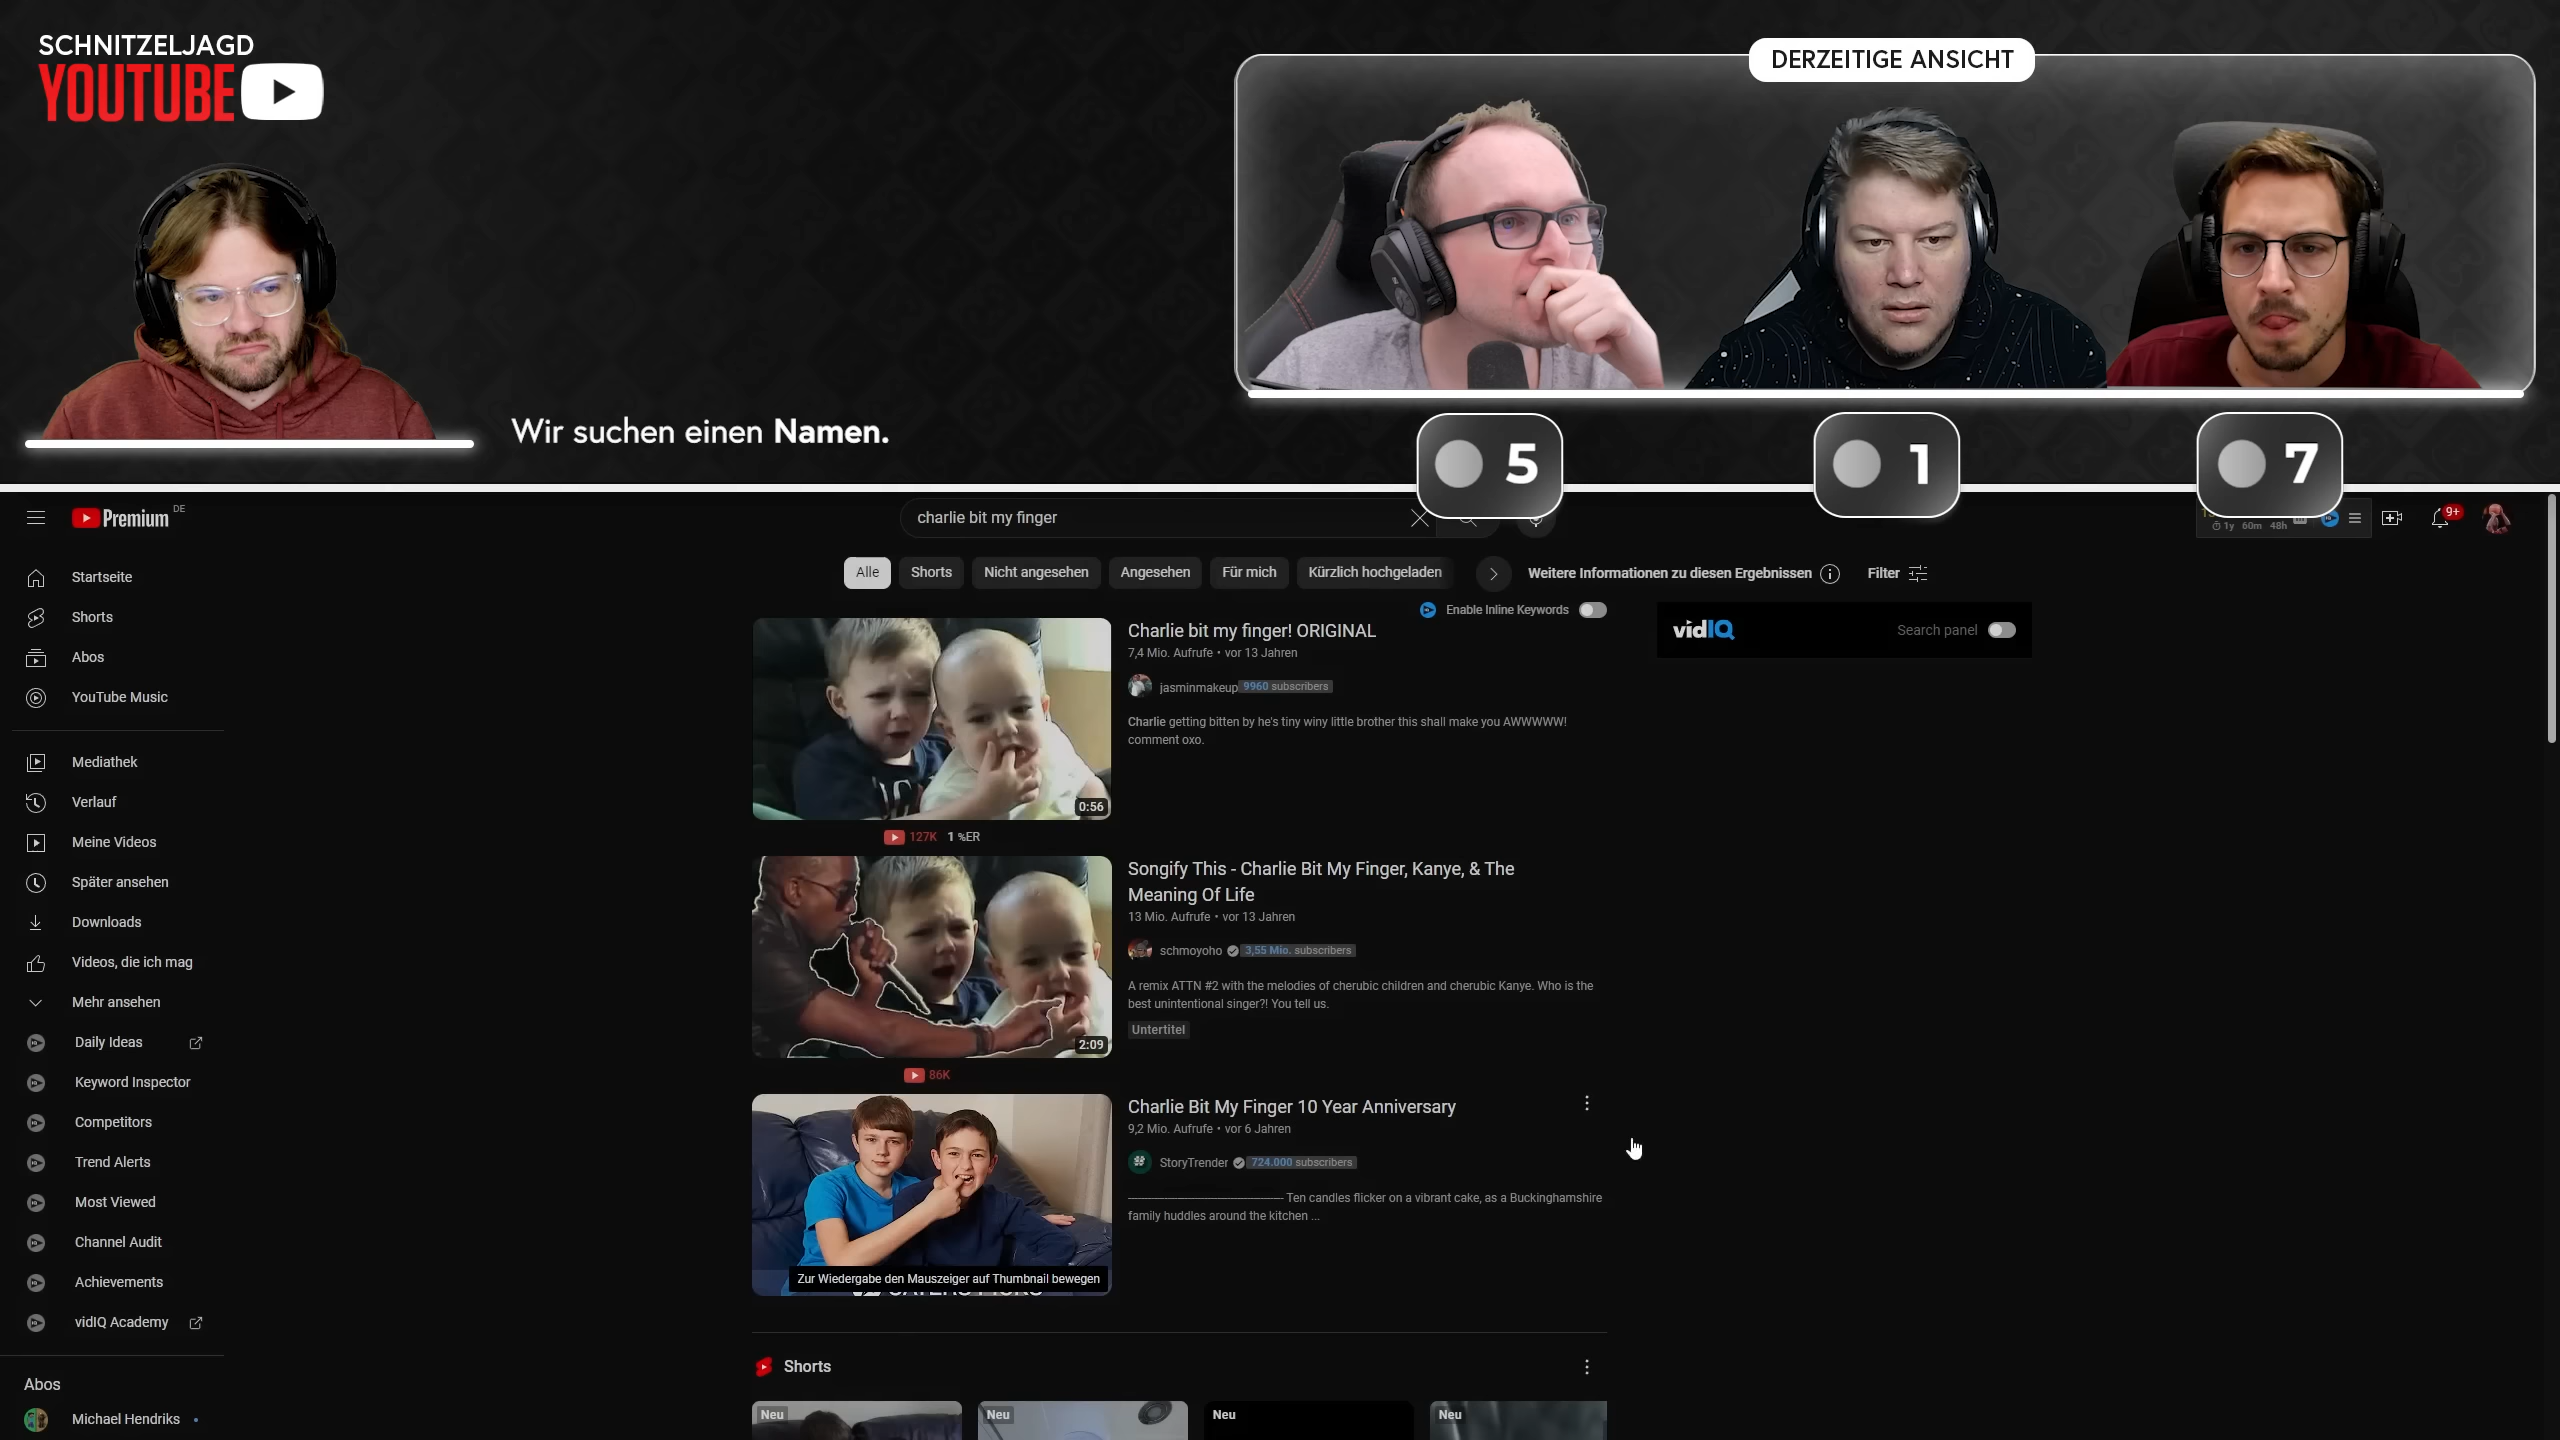 SCHNITZELJAGD
YOUTUBE
DERZEITIGE ANSICHT
Wir suchen einen Namen.
5
1
7
Premium DE
charlie bit my finger
1y 60m 48h
9+
Startseite
Shorts
Abos
YouTube Music
Mediathek
Verlauf
Meine Videos
Später ansehen
Downloads
Videos, die ich mag
Mehr ansehen
Daily Ideas
Keyword Inspector
Competitors
Trend Alerts
Most Viewed
Channel Audit
Achievements
vidIQ Academy
Abos
Michael Hendriks
Alle
Shorts
Nicht angesehen
Angesehen
Für mich
Kürzlich hochgeladen
Weitere Informationen zu diesen Ergebnissen
Filter
Enable Inline Keywords
vidIQ
Search panel
0:56
127K 1 %ER
Charlie bit my finger! ORIGINAL
7,4 Mio. Aufrufe • vor 13 Jahren
jasminmakeup 9960 subscribers
Charlie getting bitten by he's tiny winy little brother this shall make you AWWWWW!
comment oxo.
2:09
86K
Songify This - Charlie Bit My Finger, Kanye, & The
Meaning Of Life
13 Mio. Aufrufe • vor 13 Jahren
schmoyoho 3,55 Mio. subscribers
A remix ATTN #2 with the melodies of cherubic children and cherubic Kanye. Who is the
best unintentional singer?! You tell us.
Untertitel
Zur Wiedergabe den Mauszeiger auf Thumbnail bewegen
Charlie Bit My Finger 10 Year Anniversary
9,2 Mio. Aufrufe • vor 6 Jahren
StoryTrender 724.000 subscribers
Ten candles flicker on a vibrant cake, as a Buckinghamshire
family huddles around the kitchen ...
Shorts
Neu
Neu
Neu
Neu